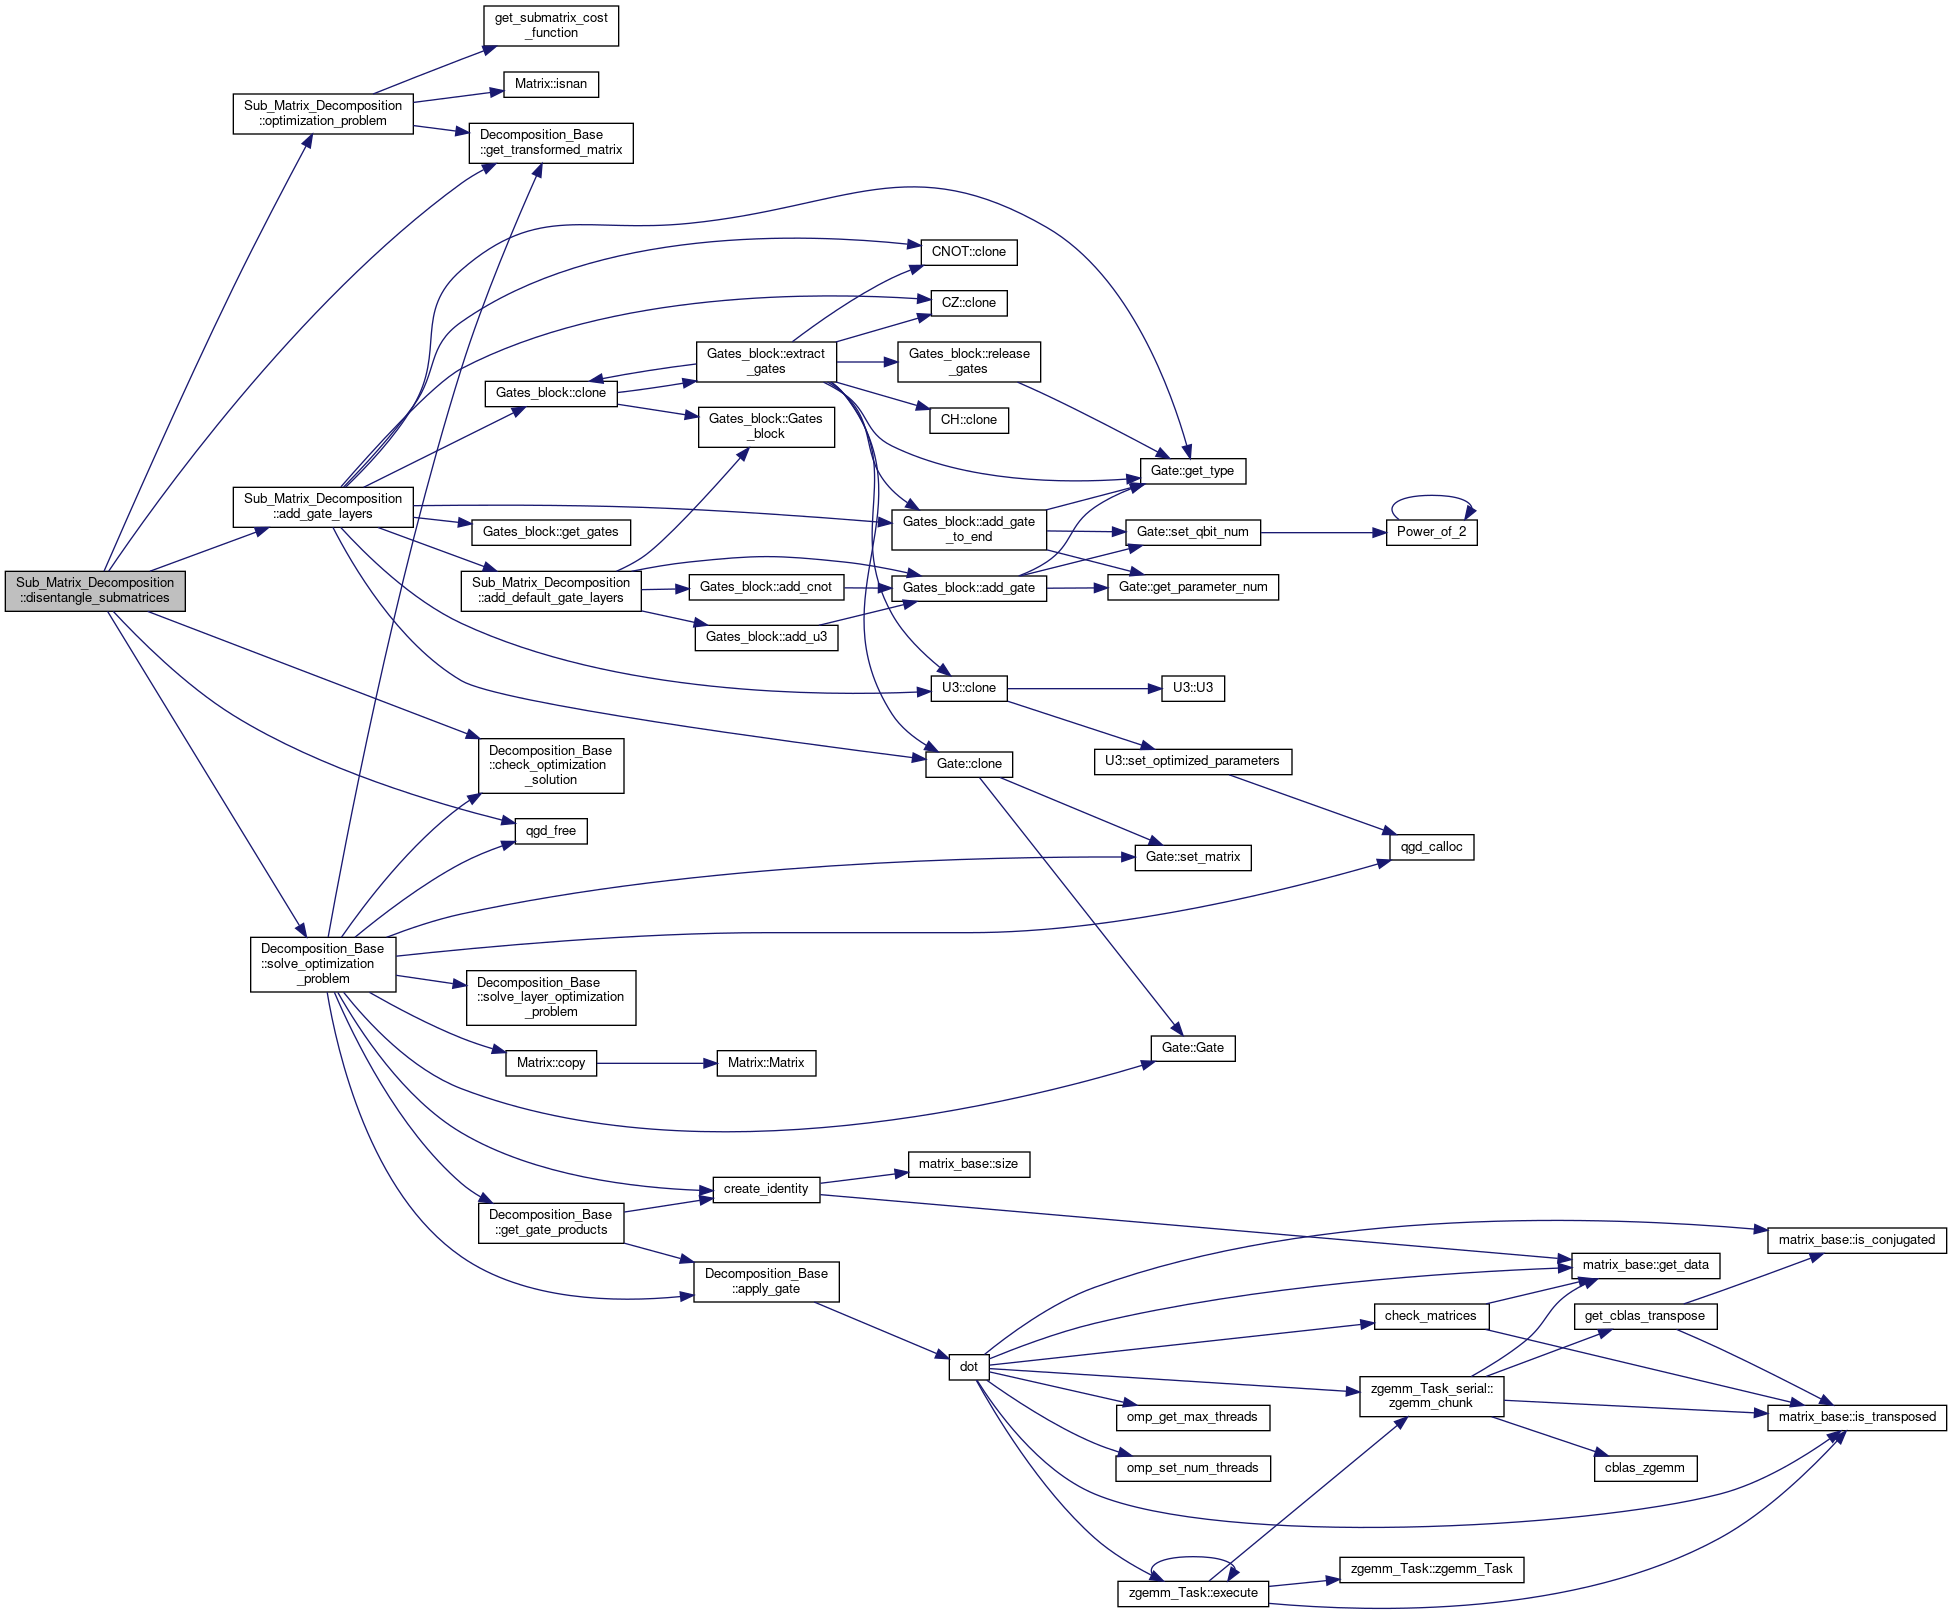 get_submatrix_cost
_function
Matrix::isnan
Sub_Matrix_Decomposition
::optimization_problem
Decomposition_Base
::get_transformed_matrix
CNOT::clone
CZ::clone
Gates_block::extract
_gates
Gates_block::release
_gates
Gates_block::clone
CH::clone
Gates_block::Gates
_block
Gate::get_type
Sub_Matrix_Decomposition
::add_gate_layers
Gates_block::add_gate
_to_end
Gates_block::get_gates
Gate::set_qbit_num
Power_of_2
Sub_Matrix_Decomposition
::disentangle_submatrices
Sub_Matrix_Decomposition
::add_default_gate_layers
Gates_block::add_cnot
Gates_block::add_gate
Gate::get_parameter_num
Gates_block::add_u3
U3::clone
U3::U3
Decomposition_Base
::check_optimization
_solution
Gate::clone
U3::set_optimized_parameters
qgd_free
Gate::set_matrix
qgd_calloc
Decomposition_Base
::solve_optimization
_problem
Decomposition_Base
::solve_layer_optimization
_problem
Gate::Gate
Matrix::copy
Matrix::Matrix
matrix_base::size
create_identity
Decomposition_Base
::get_gate_products
matrix_base::is_conjugated
matrix_base::get_data
Decomposition_Base
::apply_gate
check_matrices
get_cblas_transpose
dot
zgemm_Task_serial::
zgemm_chunk
omp_get_max_threads
matrix_base::is_transposed
omp_set_num_threads
cblas_zgemm
zgemm_Task::zgemm_Task
zgemm_Task::execute